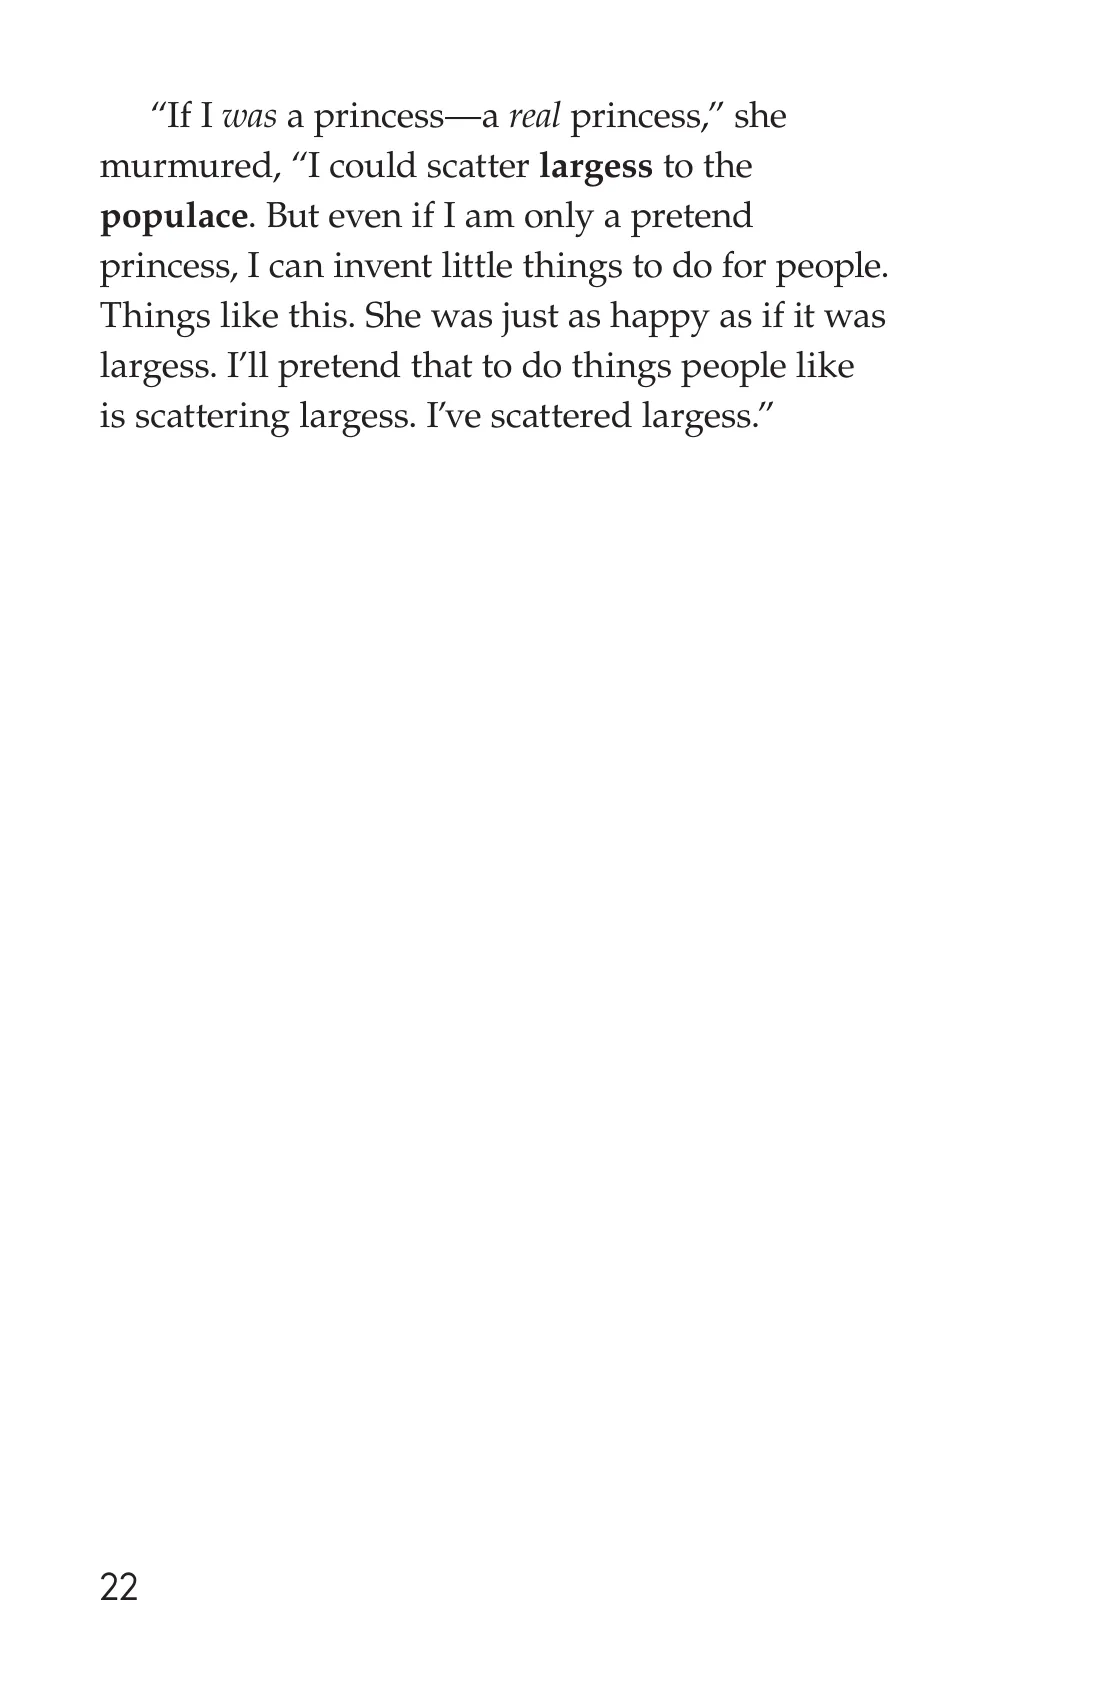 “If I was a princess—a real princess,” she
murmured, “I could scatter largess to the
populace. But even if I am only a pretend
princess, I can invent little things to do for people.
Things like this. She was just as happy as if it was
largess. I’ll pretend that to do things people like
is scattering largess. I’ve scattered largess.”
22